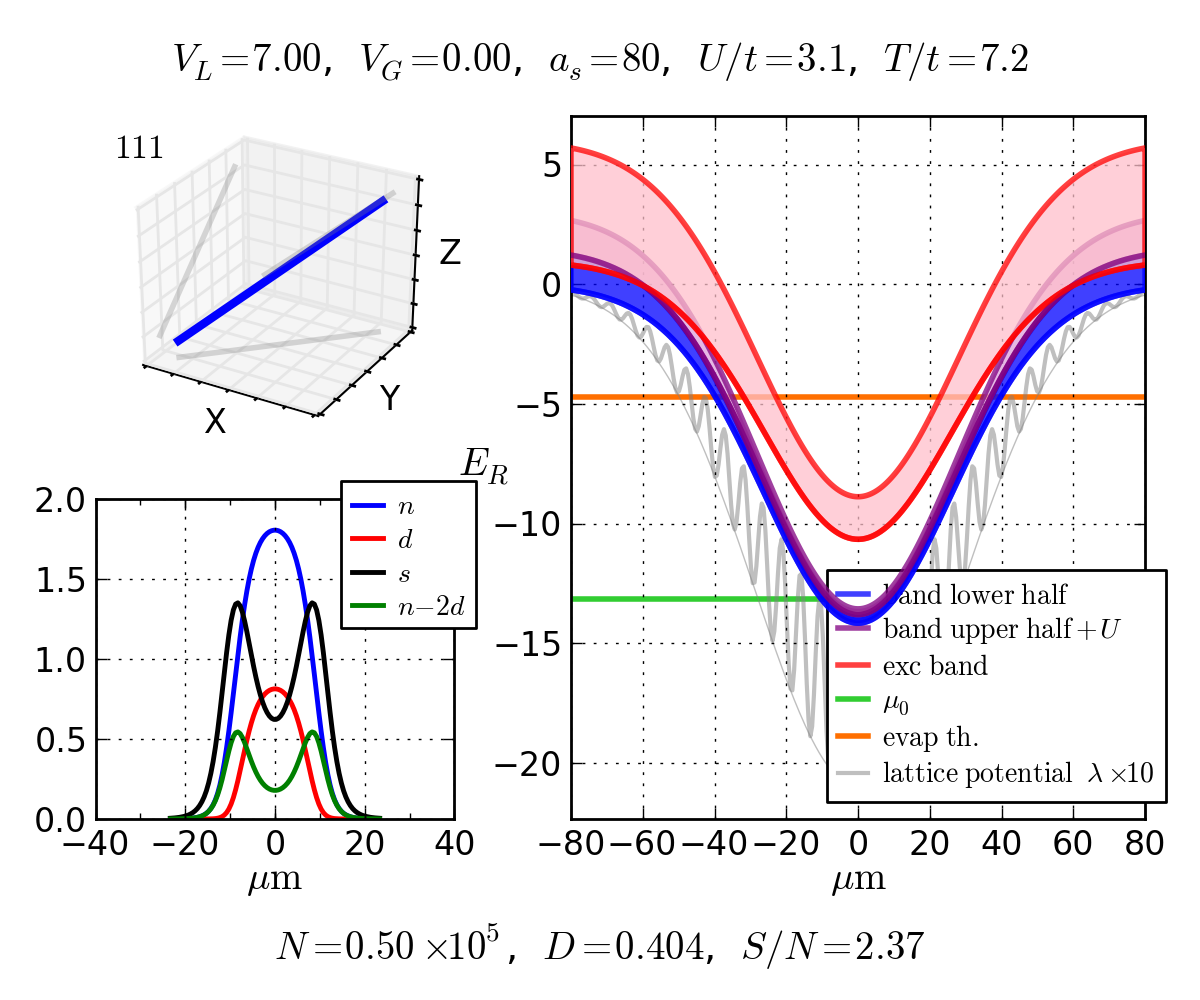 V_L=7.00, V_G=0.00, a_s=80, U/t=3.1, T/t=7.2
111
Z
Y
X
E_R
n
d
s
n−2d
2.0
1.5
1.0
0.5
0.0
−40 −20 0 20 40
μm
5
0
−5
−10
−15
−20
band lower half
band upper half+U
exc band
μ_0
evap th.
lattice potential λ×10
−80 −60 −40 −20 0 20 40 60 80
μm
N=0.50×10^5, D=0.404, S/N=2.37